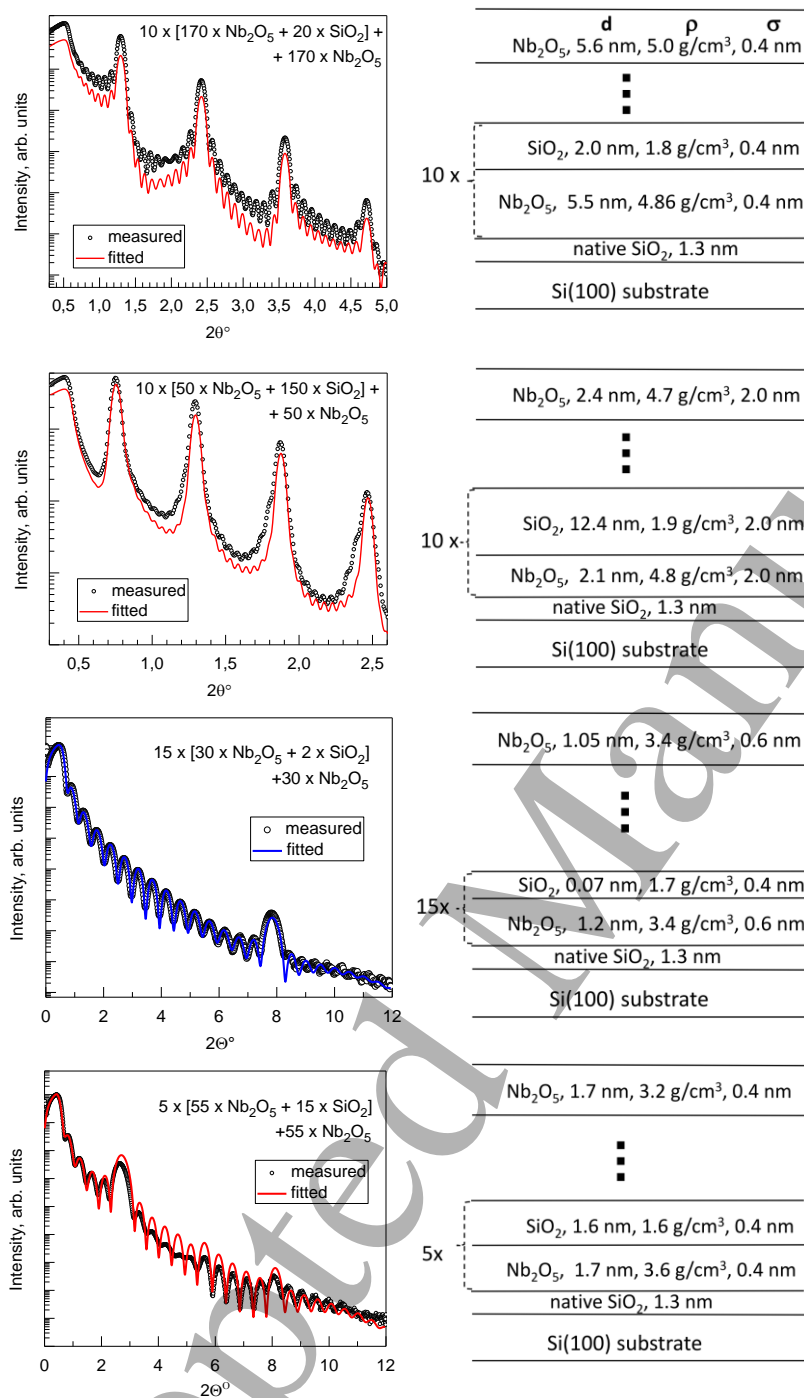 10 x [170 x Nb₂O₅ + 20 x SiO₂] +
+ 170 x Nb₂O₅
Intensity, arb. units
measured
fitted
0,5 1,0 1,5 2,0 2,5 3,0 3,5 4,0 4,5 5,0
2θ°
d ρ σ
Nb₂O₅, 5.6 nm, 5.0 g/cm³, 0.4 nm
10 x
SiO₂, 2.0 nm, 1.8 g/cm³, 0.4 nm
Nb₂O₅, 5.5 nm, 4.86 g/cm³, 0.4 nm
native SiO₂, 1.3 nm
Si(100) substrate
10 x [50 x Nb₂O₅ + 150 x SiO₂] +
+ 50 x Nb₂O₅
Intensity, arb. units
measured
fitted
0,5 1,0 1,5 2,0 2,5
2θ°
Nb₂O₅, 2.4 nm, 4.7 g/cm³, 2.0 nm
10 x
SiO₂, 12.4 nm, 1.9 g/cm³, 2.0 nm
Nb₂O₅, 2.1 nm, 4.8 g/cm³, 2.0 nm
native SiO₂, 1.3 nm
Si(100) substrate
15 x [30 x Nb₂O₅ + 2 x SiO₂]
+30 x Nb₂O₅
Intensity, arb. units
measured
fitted
0 2 4 6 8 10 12
2Θ°
Nb₂O₅, 1.05 nm, 3.4 g/cm³, 0.6 nm
15x
SiO₂, 0.07 nm, 1.7 g/cm³, 0.4 nm
Nb₂O₅, 1.2 nm, 3.4 g/cm³, 0.6 nm
native SiO₂, 1.3 nm
Si(100) substrate
5 x [55 x Nb₂O₅ + 15 x SiO₂]
+55 x Nb₂O₅
Intensity, arb. units
measured
fitted
0 2 4 6 8 10 12
2Θ°
Nb₂O₅, 1.7 nm, 3.2 g/cm³, 0.4 nm
5x
SiO₂, 1.6 nm, 1.6 g/cm³, 0.4 nm
Nb₂O₅, 1.7 nm, 3.6 g/cm³, 0.4 nm
native SiO₂, 1.3 nm
Si(100) substrate